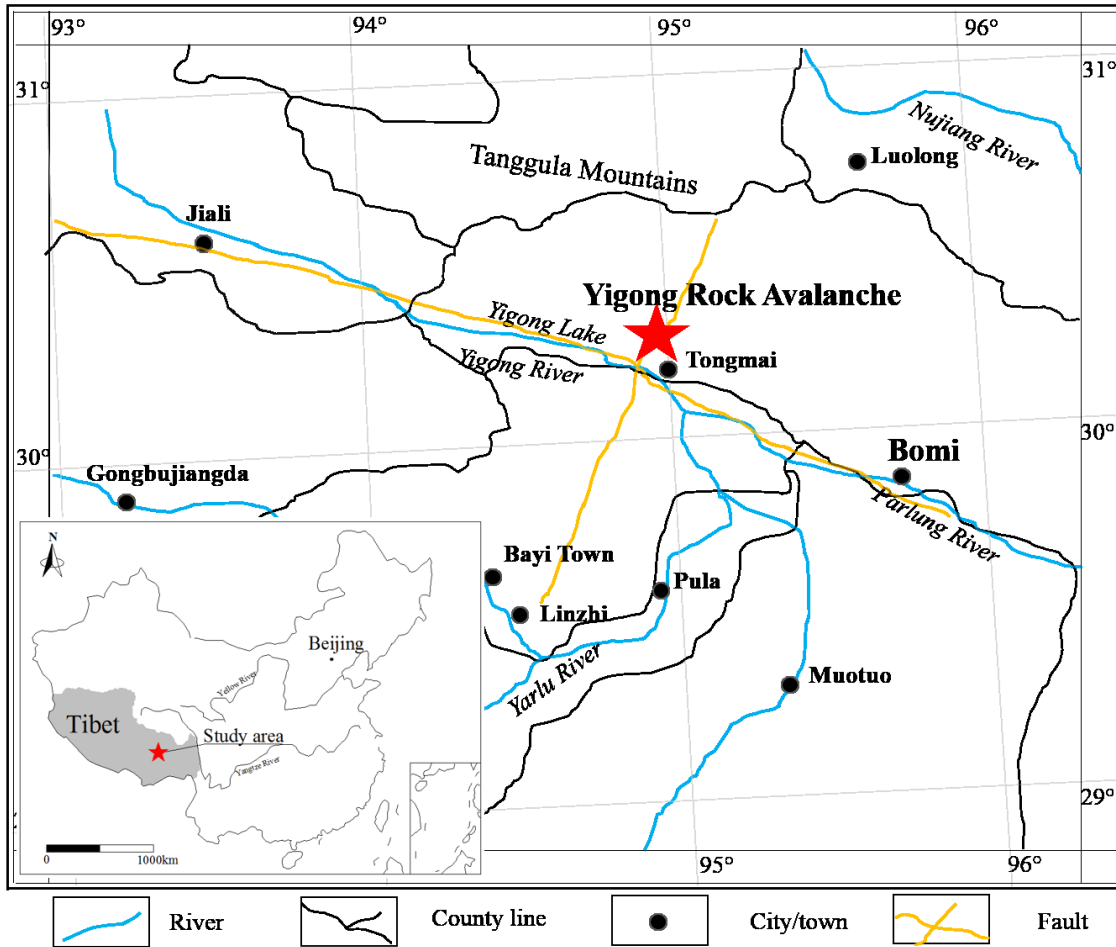 93°
94°
95°
96°
31°
31°
Nujiang River
Luolong
Tanggula Mountains
Jiali
Yigong Rock Avalanche
Yigong Lake
Yigong River
Tongmai
30°
30°
Bomi
Gongbujiangda
Parlung River
N
Bayi Town
Pula
Linzhi
Beijing
Yellow River
Yarlu River
Muotuo
Tibet
Study area
Yangtze River
29°
0
1000km
95°
96°
River
County line
City/town
Fault